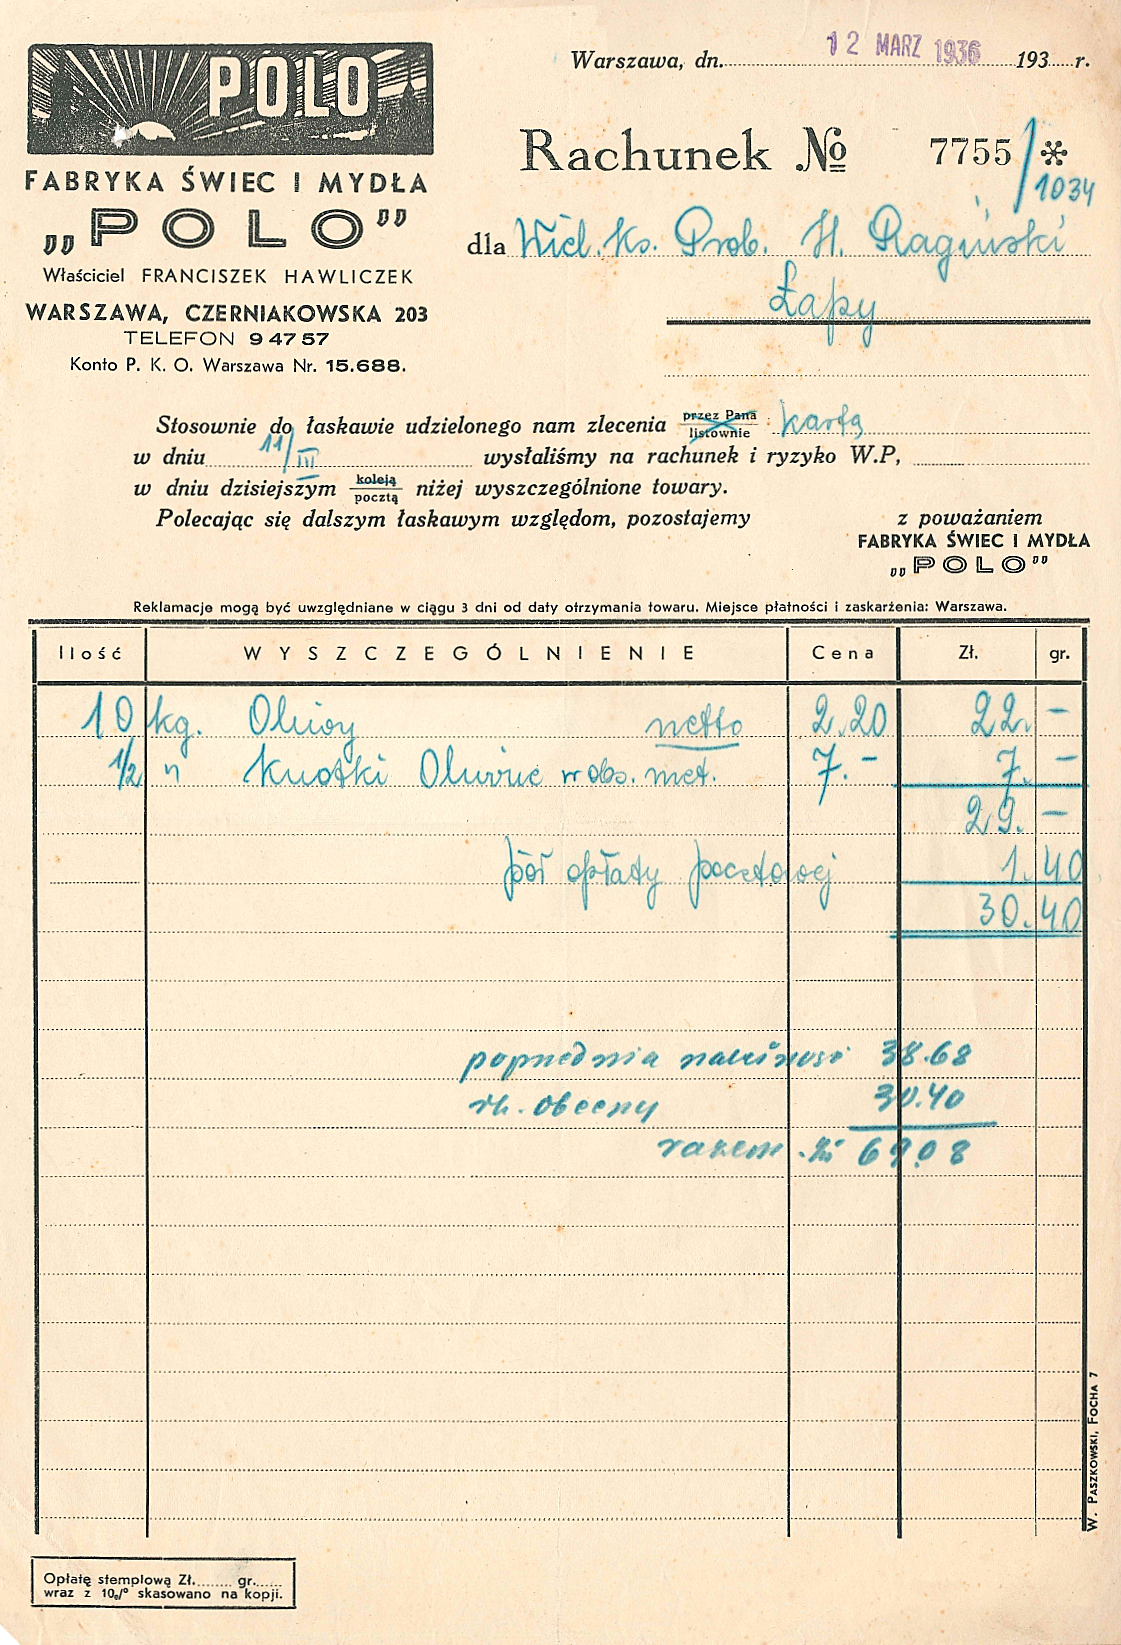 POLO
FABRYKA ŚWIEC I MYDŁA
„POLO”
Właściciel FRANCISZEK HAWLICZEK
WARSZAWA, CZERNIAKOWSKA 203
TELEFON 9 47 57
Konto P. K. O. Warszawa Nr. 15.688.
Warszawa, dn. 12 MARZ 1936 193 r.
Rachunek № 7755/*
1034
dla Wiel. Ks. Prob. H. Ragiński
Łapy
Stosownie do łaskawie udzielonego nam zlecenia przez Pana listownie kartą
w dniu 11/III wysłaliśmy na rachunek i ryzyko W.P,
w dniu dzisiejszym koleją pocztą niżej wyszczególnione towary.
Polecając się dalszym łaskawym względom, pozostajemy
z poważaniem
FABRYKA ŚWIEC I MYDŁA
„POLO”
Reklamacje mogą być uwzględniane w ciągu 3 dni od daty otrzymania towaru. Miejsce płatności i zaskarżenia: Warszawa.
Ilość WYSZCZEGÓLNIENIE Cena Zł. gr.
10 kg. Oliwy netto 2.20 22. –
1/2 " Knotki Oliwne w obs. met. 7. – 7. –
29. –
pół opłaty pocztowej 1. 40
30. 40
poprzednia należność 38.68
rh. obecny 30.40
razem zł 69.08
W. PASZKOWSKI, FOCHA 7
Opłatę stemplową Zł. gr.
wraz z 10% skasowano na kopji.